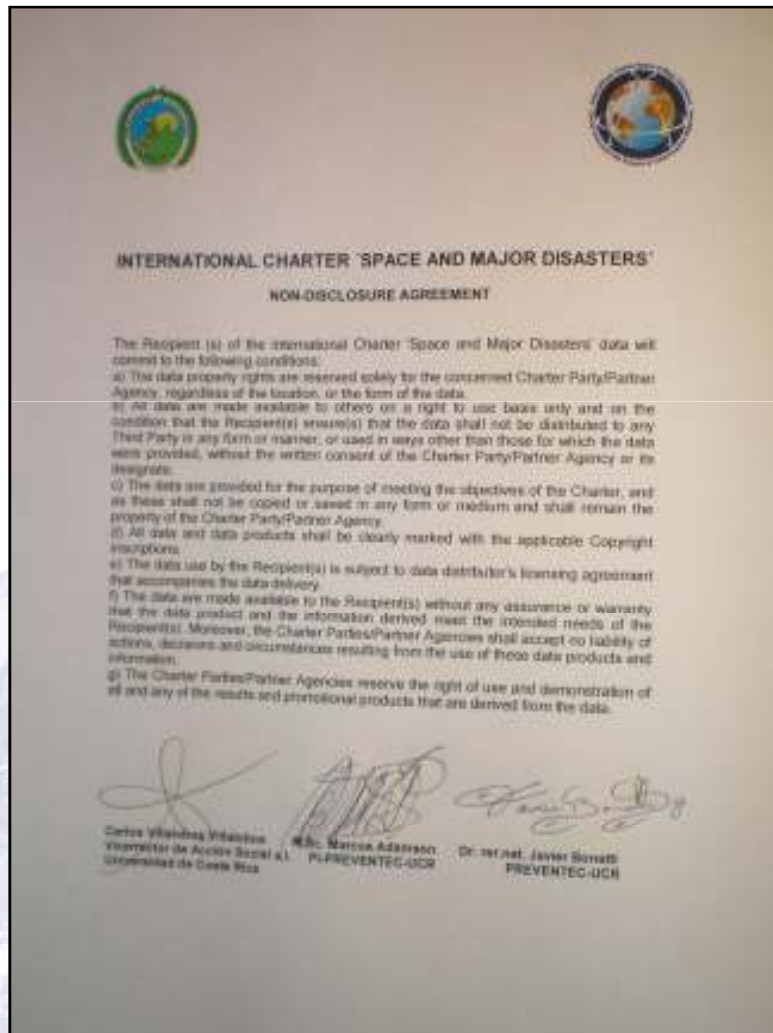 INTERNATIONAL CHARTER 'SPACE AND MAJOR DISASTERS'
NON-DISCLOSURE AGREEMENT
The Recipient (s) of the International Charter 'Space and Major Disasters' data will
commit to the following conditions:
a) The data property rights are reserved solely for the concerned Charter Party/Partner
Agency, regardless of the location, or the form of the data.
b) All data are made available to others on a right to use basis only and on the
condition that the Recipient(s) ensure(s) that the data shall not be distributed to any
Third Party in any form or manner, or used in ways other than those for which the data
were provided, without the written consent of the Charter Party/Partner Agency or its
designate.
c) The data are provided for the purpose of meeting the objectives of the Charter, and
as these shall not be copied or saved in any form or medium and shall remain the
property of the Charter Party/Partner Agency.
d) All data and data products shall be clearly marked with the applicable Copyright
inscriptions.
e) The data use by the Recipient(s) is subject to data distributor's licensing agreement
that accompanies the data delivery.
f) The data are made available to the Recipient(s) without any assurance or warranty
that the data product and the information derived meet the intended needs of the
Recipient(s). Moreover, the Charter Parties/Partner Agencies shall accept no liability of
actions, decisions and circumstances resulting from the use of these data products and
information.
g) The Charter Parties/Partner Agencies reserve the right of use and demonstration of
all and any of the results and promotional products that are derived from the data.
Carlos Villalobos
Vicerrector de Acción Social a.i.
Universidad de Costa Rica
M.Sc. Marcos Adamson
PI-PREVENTEC-UCR
Dr. rer.nat. Javier Bonatti
PREVENTEC-UCR